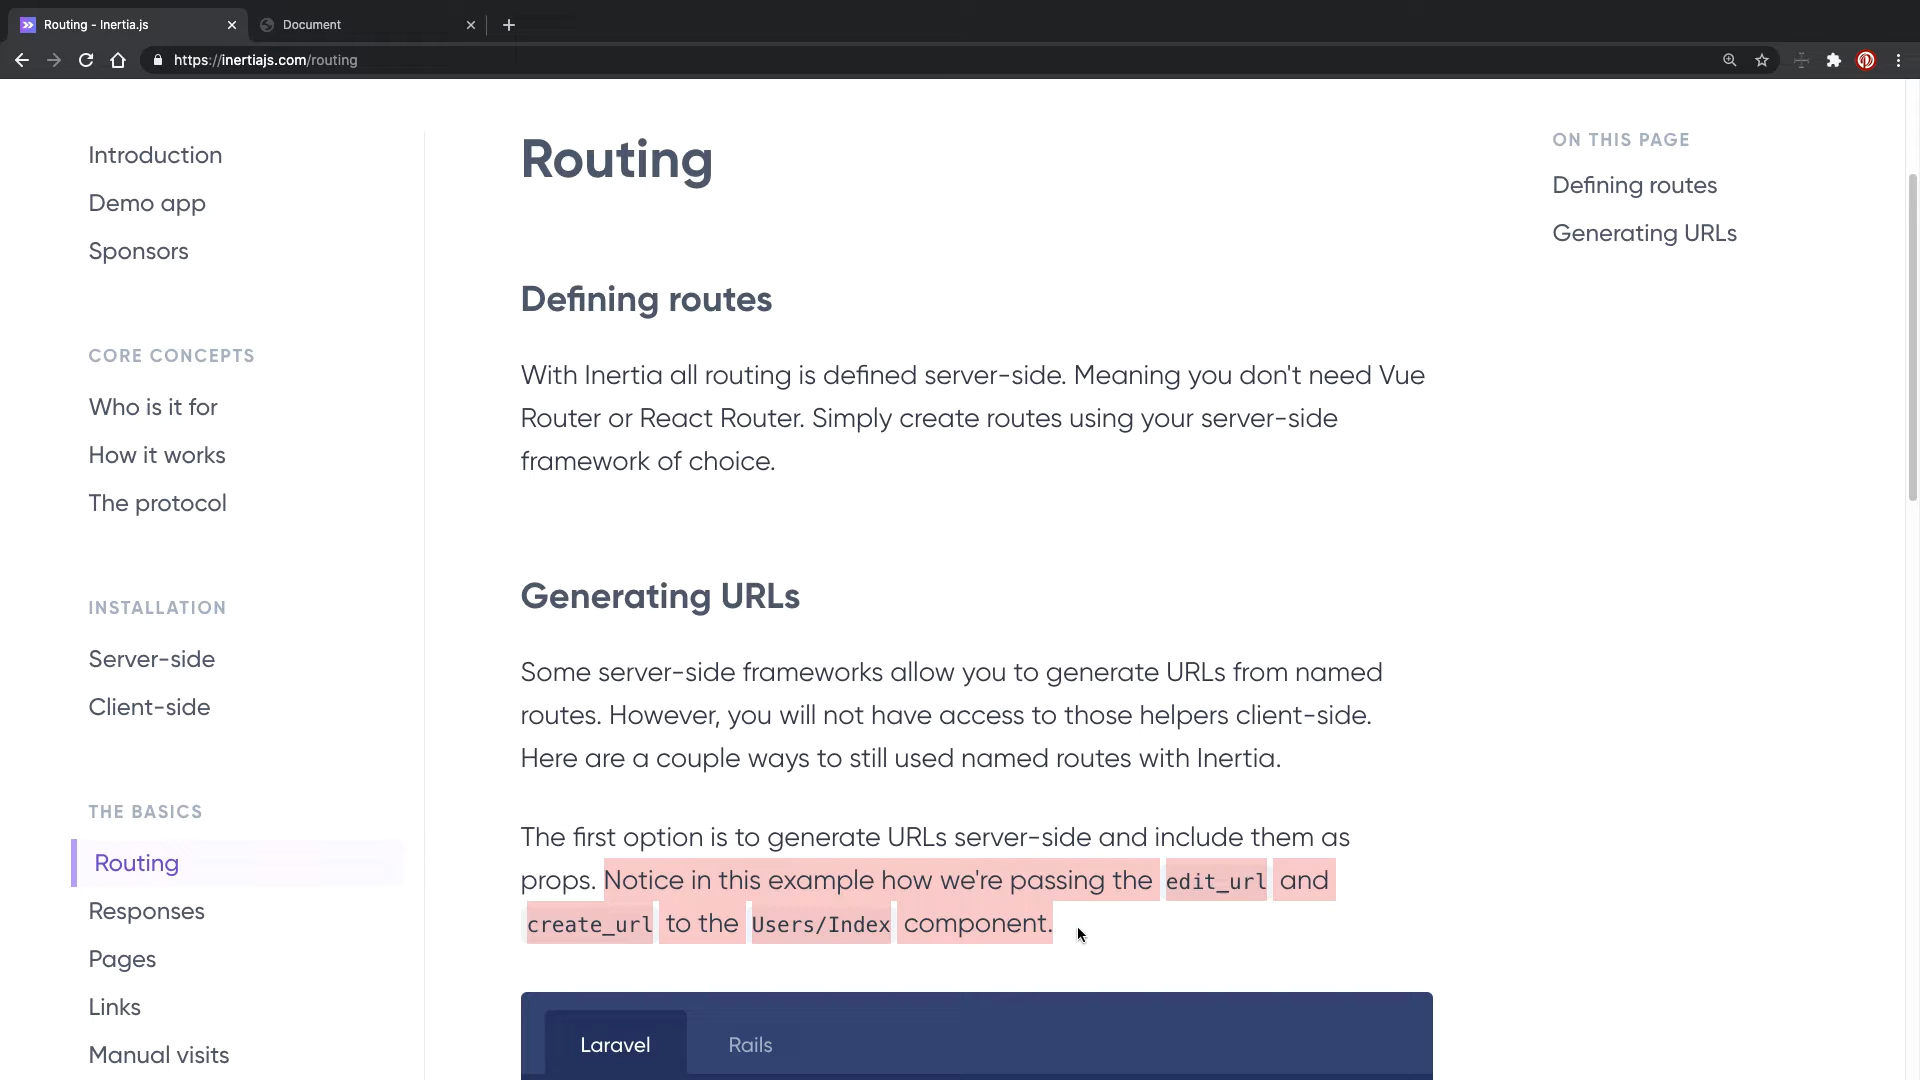 Routing - Inertia.js
Document
https://inertiajs.com/routing
Introduction
Demo app
Sponsors
CORE CONCEPTS
Who is it for
How it works
The protocol
INSTALLATION
Server-side
Client-side
THE BASICS
Routing
Responses
Pages
Links
Manual visits
Routing
Defining routes
With Inertia all routing is defined server-side. Meaning you don't need Vue
Router or React Router. Simply create routes using your server-side
framework of choice.
Generating URLs
Some server-side frameworks allow you to generate URLs from named
routes. However, you will not have access to those helpers client-side.
Here are a couple ways to still used named routes with Inertia.
The first option is to generate URLs server-side and include them as
props. Notice in this example how we're passing the edit_url and
create_url to the Users/Index component.
Laravel
Rails
ON THIS PAGE
Defining routes
Generating URLs